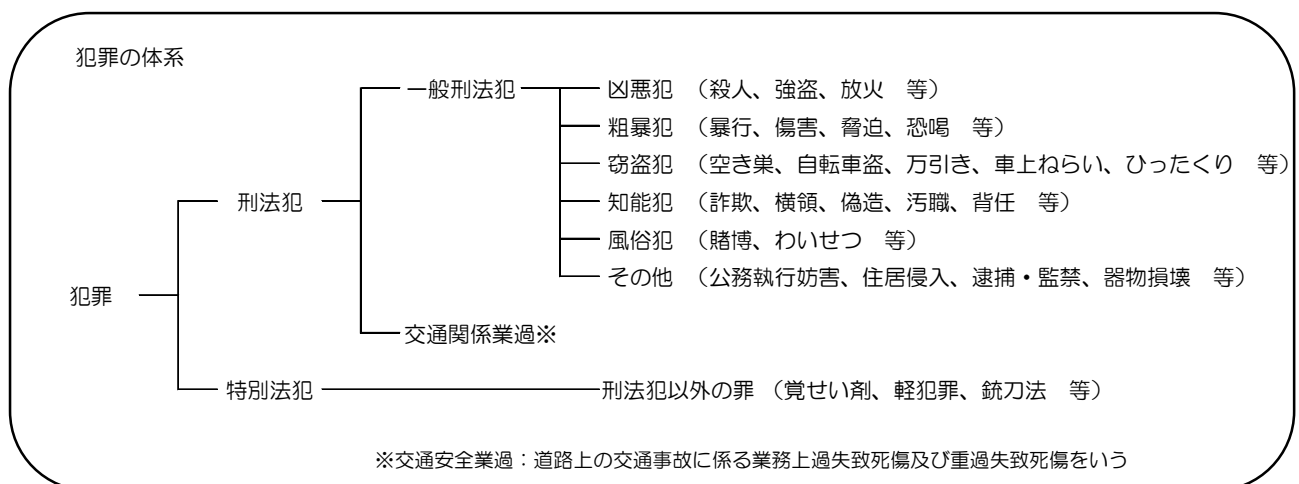 犯罪の体系
一般刑法犯 凶悪犯 （殺人、強盗、放火 等）
粗暴犯 （暴行、傷害、脅迫、恐喝 等）
窃盗犯 （空き巣、自転車盗、万引き、車上ねらい、ひったくり 等）
刑法犯 知能犯 （詐欺、横領、偽造、汚職、背任 等）
風俗犯 （賭博、わいせつ 等）
犯罪 その他 （公務執行妨害、住居侵入、逮捕・監禁、器物損壊 等）
交通関係業過※
特別法犯 刑法犯以外の罪 （覚せい剤、軽犯罪、銃刀法 等）
※交通安全業過：道路上の交通事故に係る業務上過失致死傷及び重過失致死傷をいう